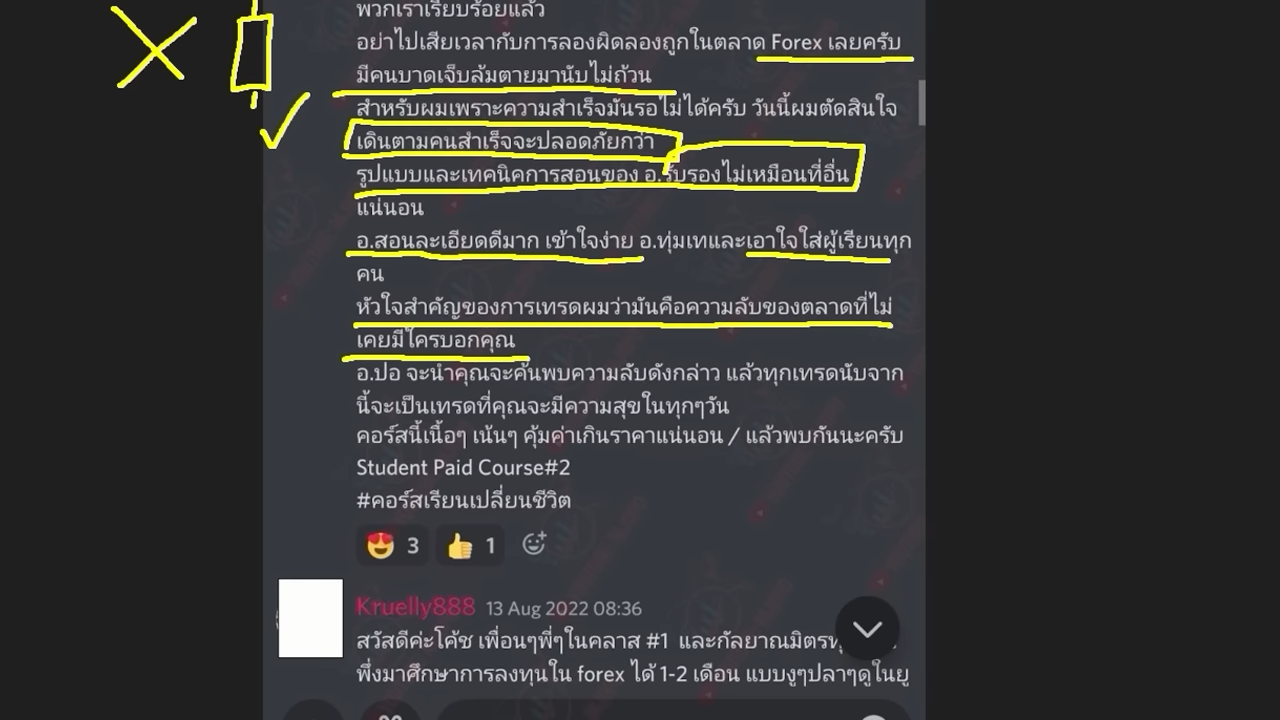 พวกเราเรียบร้อยแล้ว
อย่าไปเสียเวลากับการลองผิดลองถูกในตลาด Forex เลยครับ
มีคนบาดเจ็บล้มตายมานับไม่ถ้วน
สำหรับผมเพราะความสำเร็จมันรอไม่ได้ครับ วันนี้ผมตัดสินใจ
เดินตามคนสำเร็จจะปลอดภัยกว่า
รูปแบบและเทคนิคการสอนของ อ.รับรองไม่เหมือนที่อื่น
แน่นอน
อ.สอนละเอียดดีมาก เข้าใจง่าย อ.ทุ่มเทและเอาใจใส่ผู้เรียนทุก
คน
หัวใจสำคัญของการเทรดผมว่ามันคือความลับของตลาดที่ไม่
เคยมีใครบอกคุณ
อ.ปอ จะนำคุณจะค้นพบความลับดังกล่าว แล้วทุกเทรดนับจาก
นี้จะเป็นเทรดที่คุณจะมีความสุขในทุกๆวัน
คอร์สนี้เนื้อๆ เน้นๆ คุ้มค่าเกินราคาแน่นอน / แล้วพบกันนะครับ
Student Paid Course#2
#คอร์สเรียนเปลี่ยนชีวิต
3 1
Kruelly888 13 Aug 2022 08:36
สวัสดีค่ะโค้ช เพื่อนๆพี่ๆในคลาส #1 และกัลยาณมิตร
พึ่งมาศึกษาการลงทุนใน forex ได้ 1-2 เดือน แบบงูๆปลาๆดูในยู